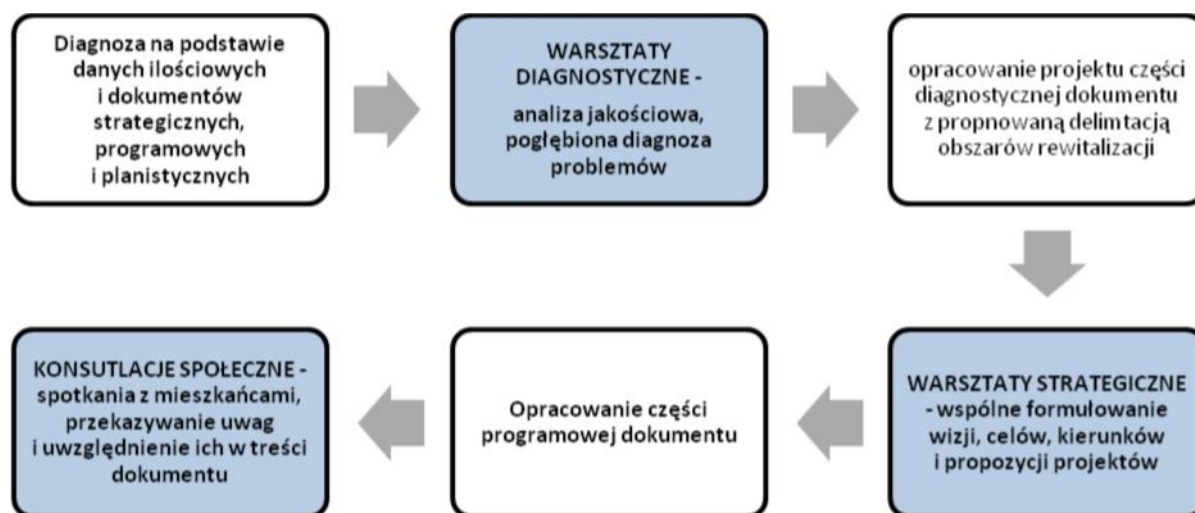 Diagnoza na podstawie
danych ilościowych
i dokumentów
strategicznych,
programowych
i planistycznych
WARSZTATY
DIAGNOSTYCZNE -
analiza jakościowa,
pogłębiona diagnoza
problemów
opracowanie projektu części
diagnostycznej dokumentu
z propnowaną delimtacją
obszarów rewitalizacji
WARSZTATY STRATEGICZNE
- wspólne formułowanie
wizji, celów, kierunków
i propozycji projektów
Opracowanie części
programowej dokumentu
KONSUTLACJE SPOŁECZNE -
spotkania z mieszkańcami,
przekazywanie uwag
i uwzględnienie ich w treści
dokumentu